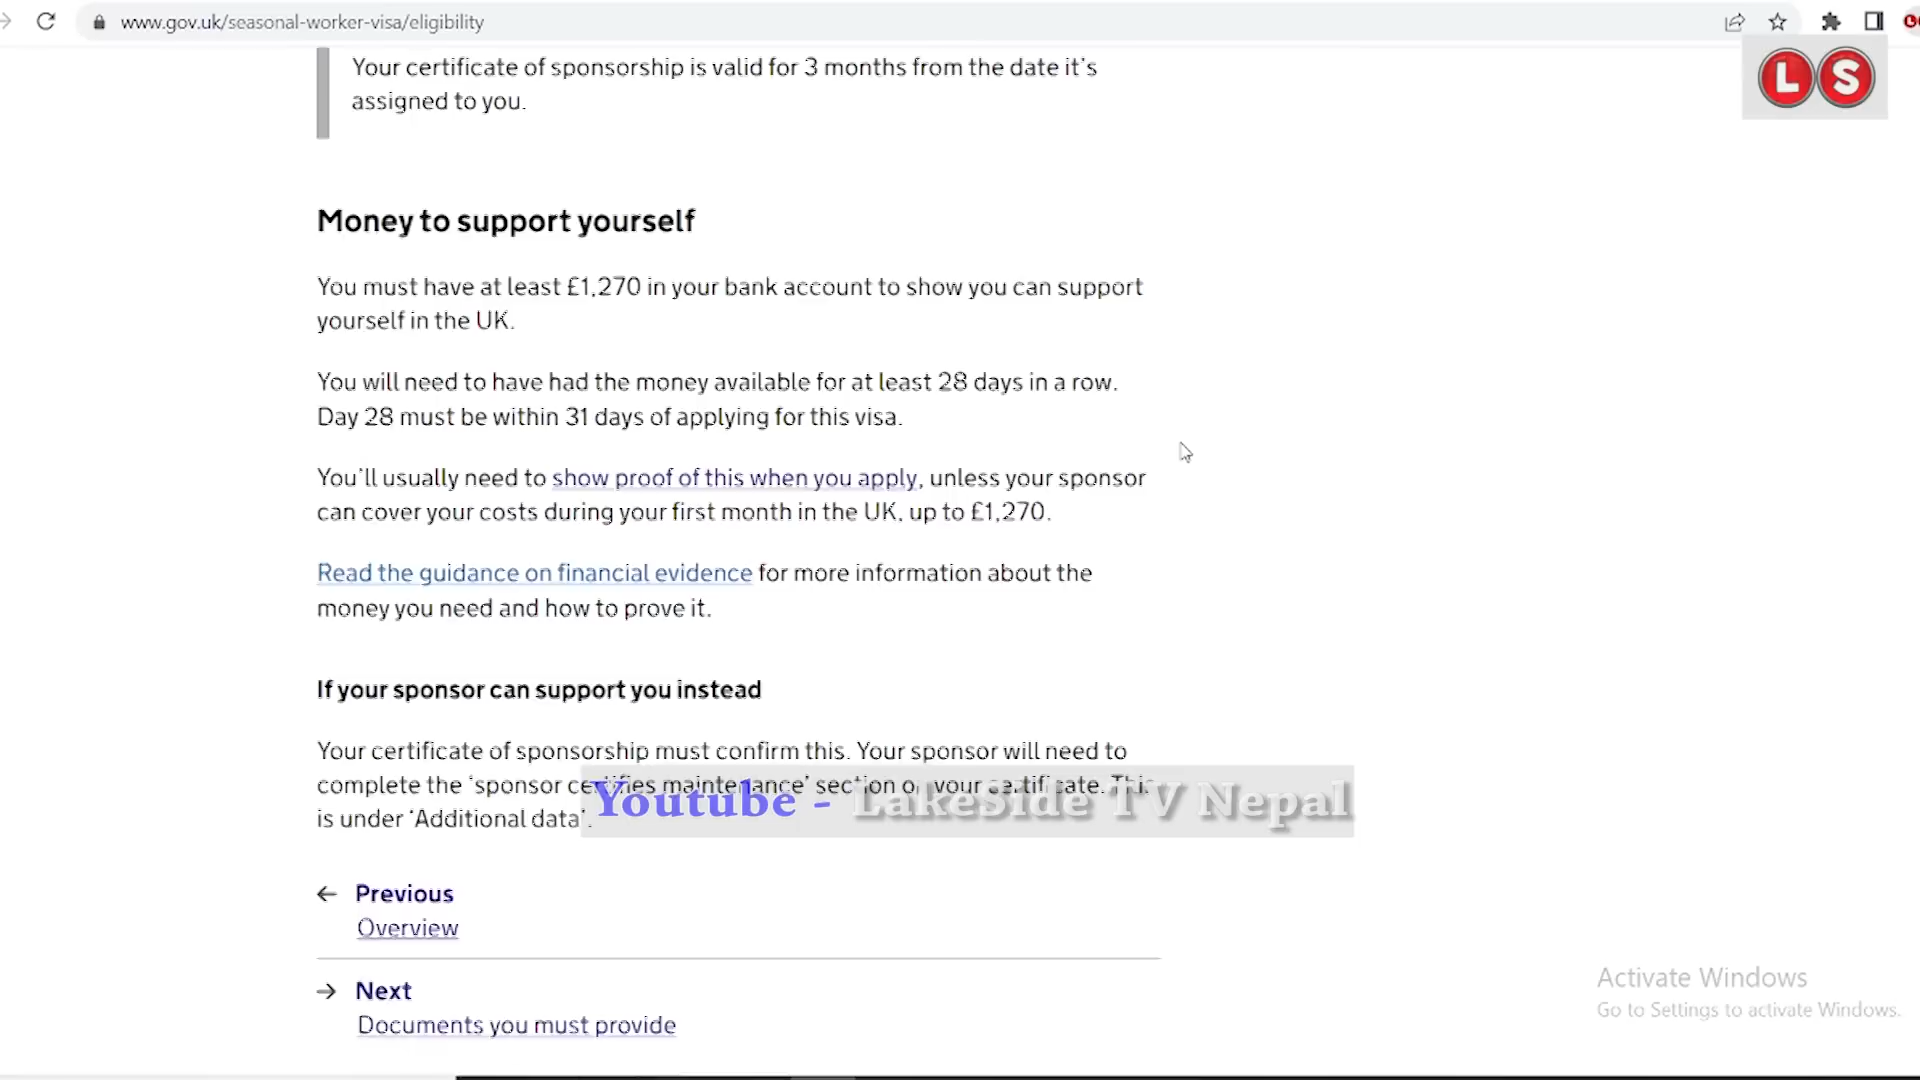 www.gov.uk/seasonal-worker-visa/eligibility
L S
Your certificate of sponsorship is valid for 3 months from the date it's
assigned to you.
Money to support yourself
You must have at least £1,270 in your bank account to show you can support
yourself in the UK.
You will need to have had the money available for at least 28 days in a row.
Day 28 must be within 31 days of applying for this visa.
You'll usually need to show proof of this when you apply, unless your sponsor
can cover your costs during your first month in the UK, up to £1,270.
Read the guidance on financial evidence for more information about the
money you need and how to prove it.
If your sponsor can support you instead
Your certificate of sponsorship must confirm this. Your sponsor will need to
complete the 'sponsor certifies maintenance' section of your certificate. This
is under 'Additional data'.
Youtube - LakeSide TV Nepal
← Previous
Overview
→ Next
Documents you must provide
Activate Windows
Go to Settings to activate Windows.